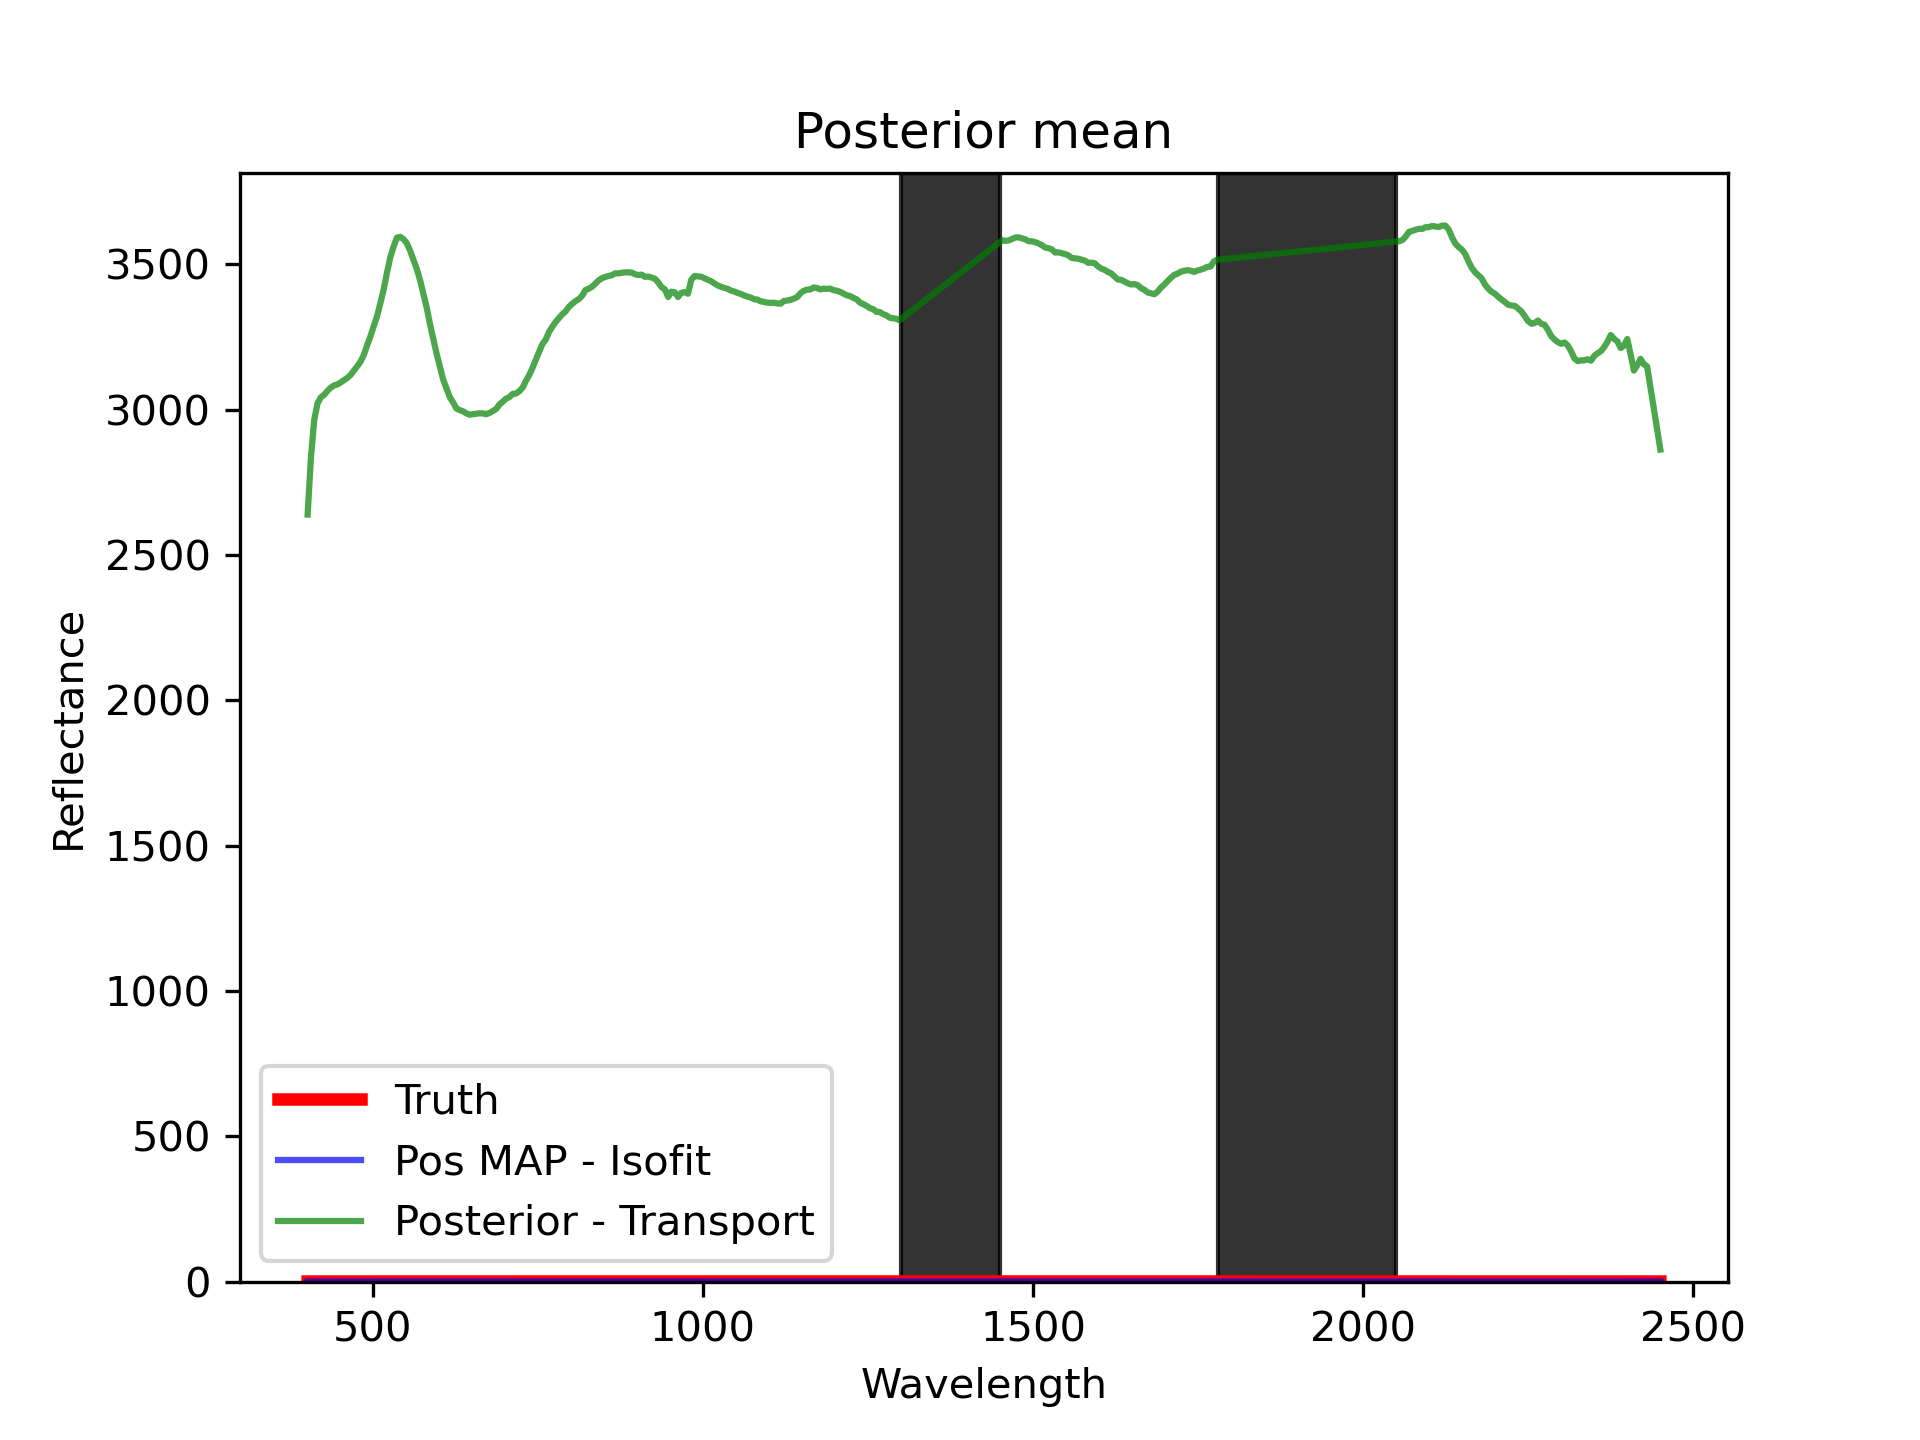 Posterior mean
3500
3000
2500
2000
1500
1000
500
0
Reflectance
Truth
Pos MAP - Isofit
Posterior - Transport
500 1000 1500 2000 2500
Wavelength